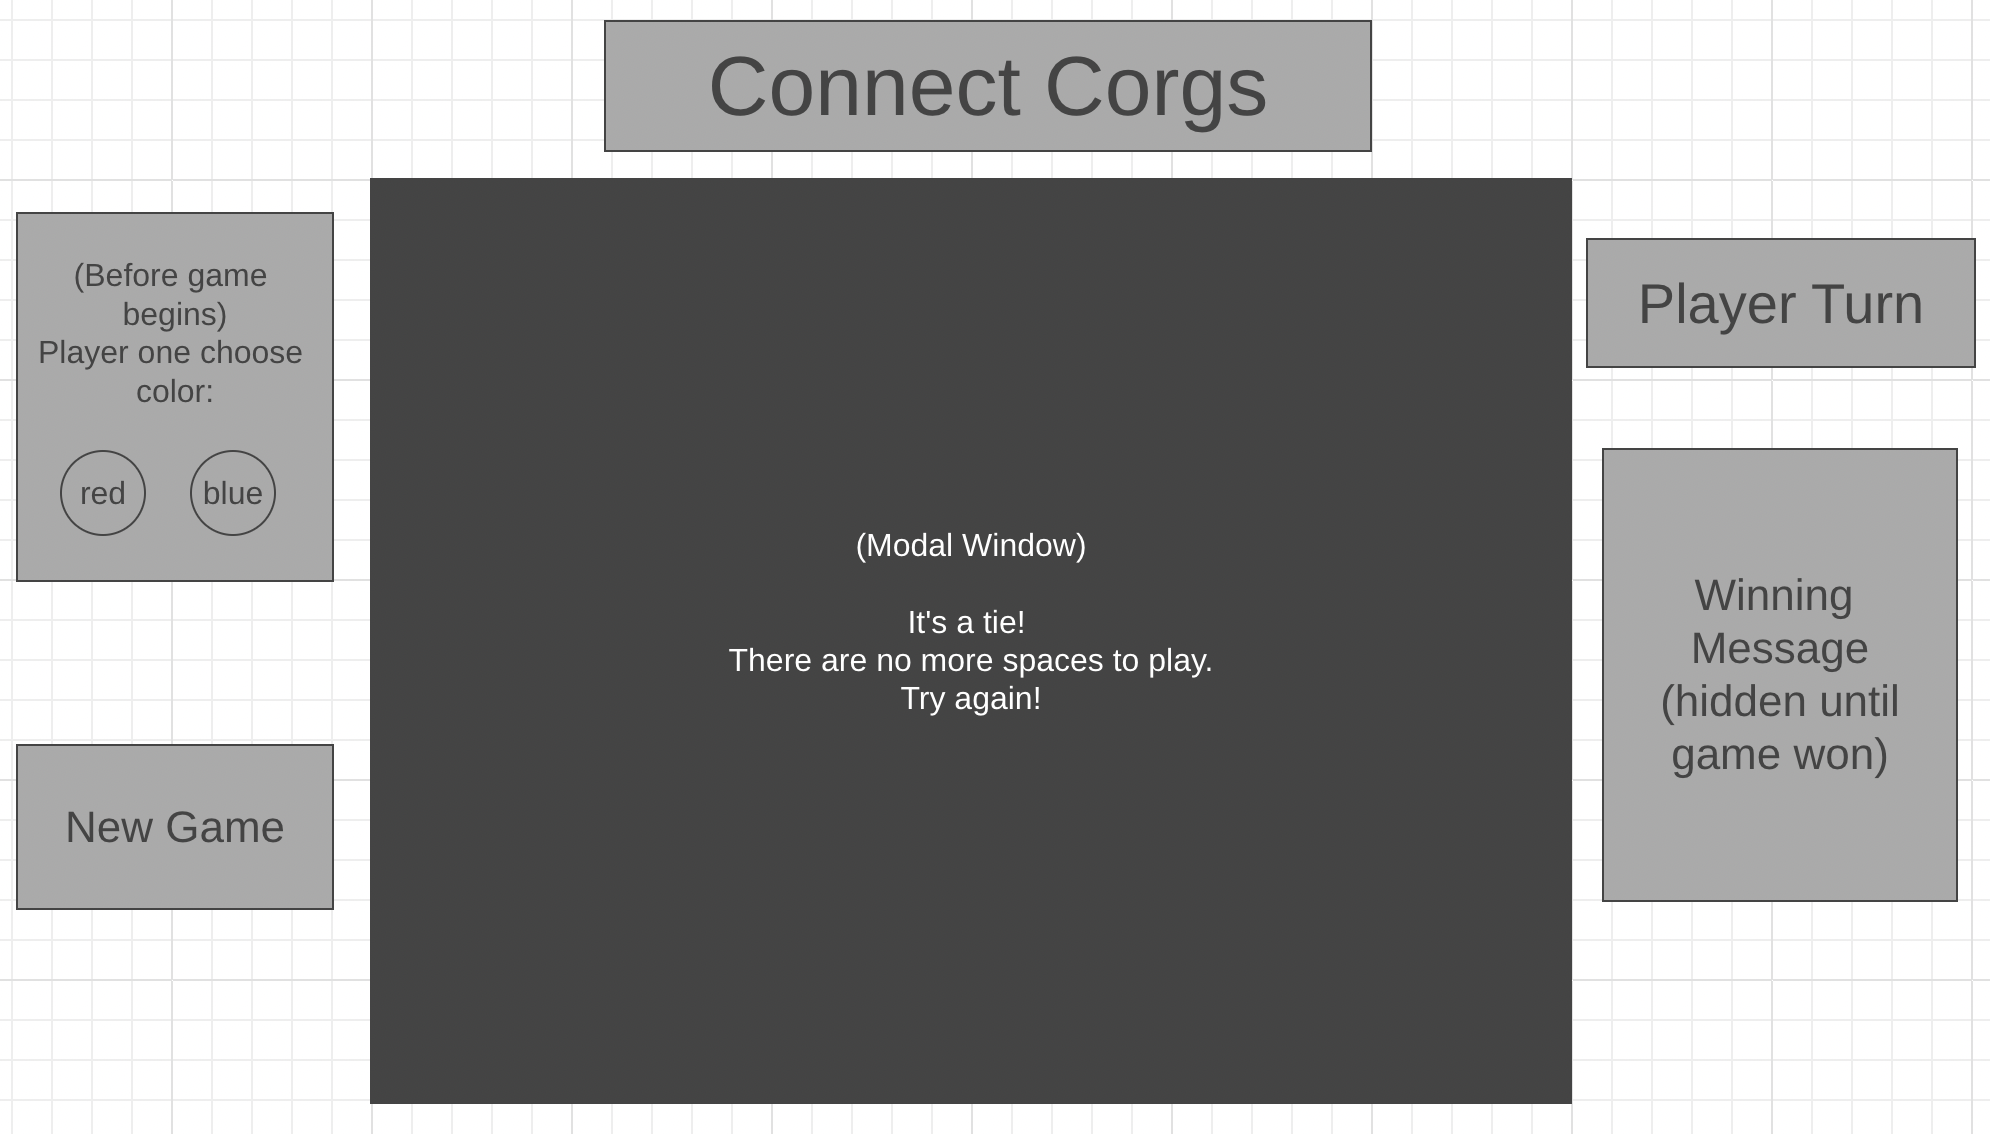 Connect Corgs
(Before game
begins)
Player one choose
color:
red blue
New Game
(Modal Window)
It's a tie!
There are no more spaces to play.
Try again!
Player Turn
Winning
Message
(hidden until
game won)